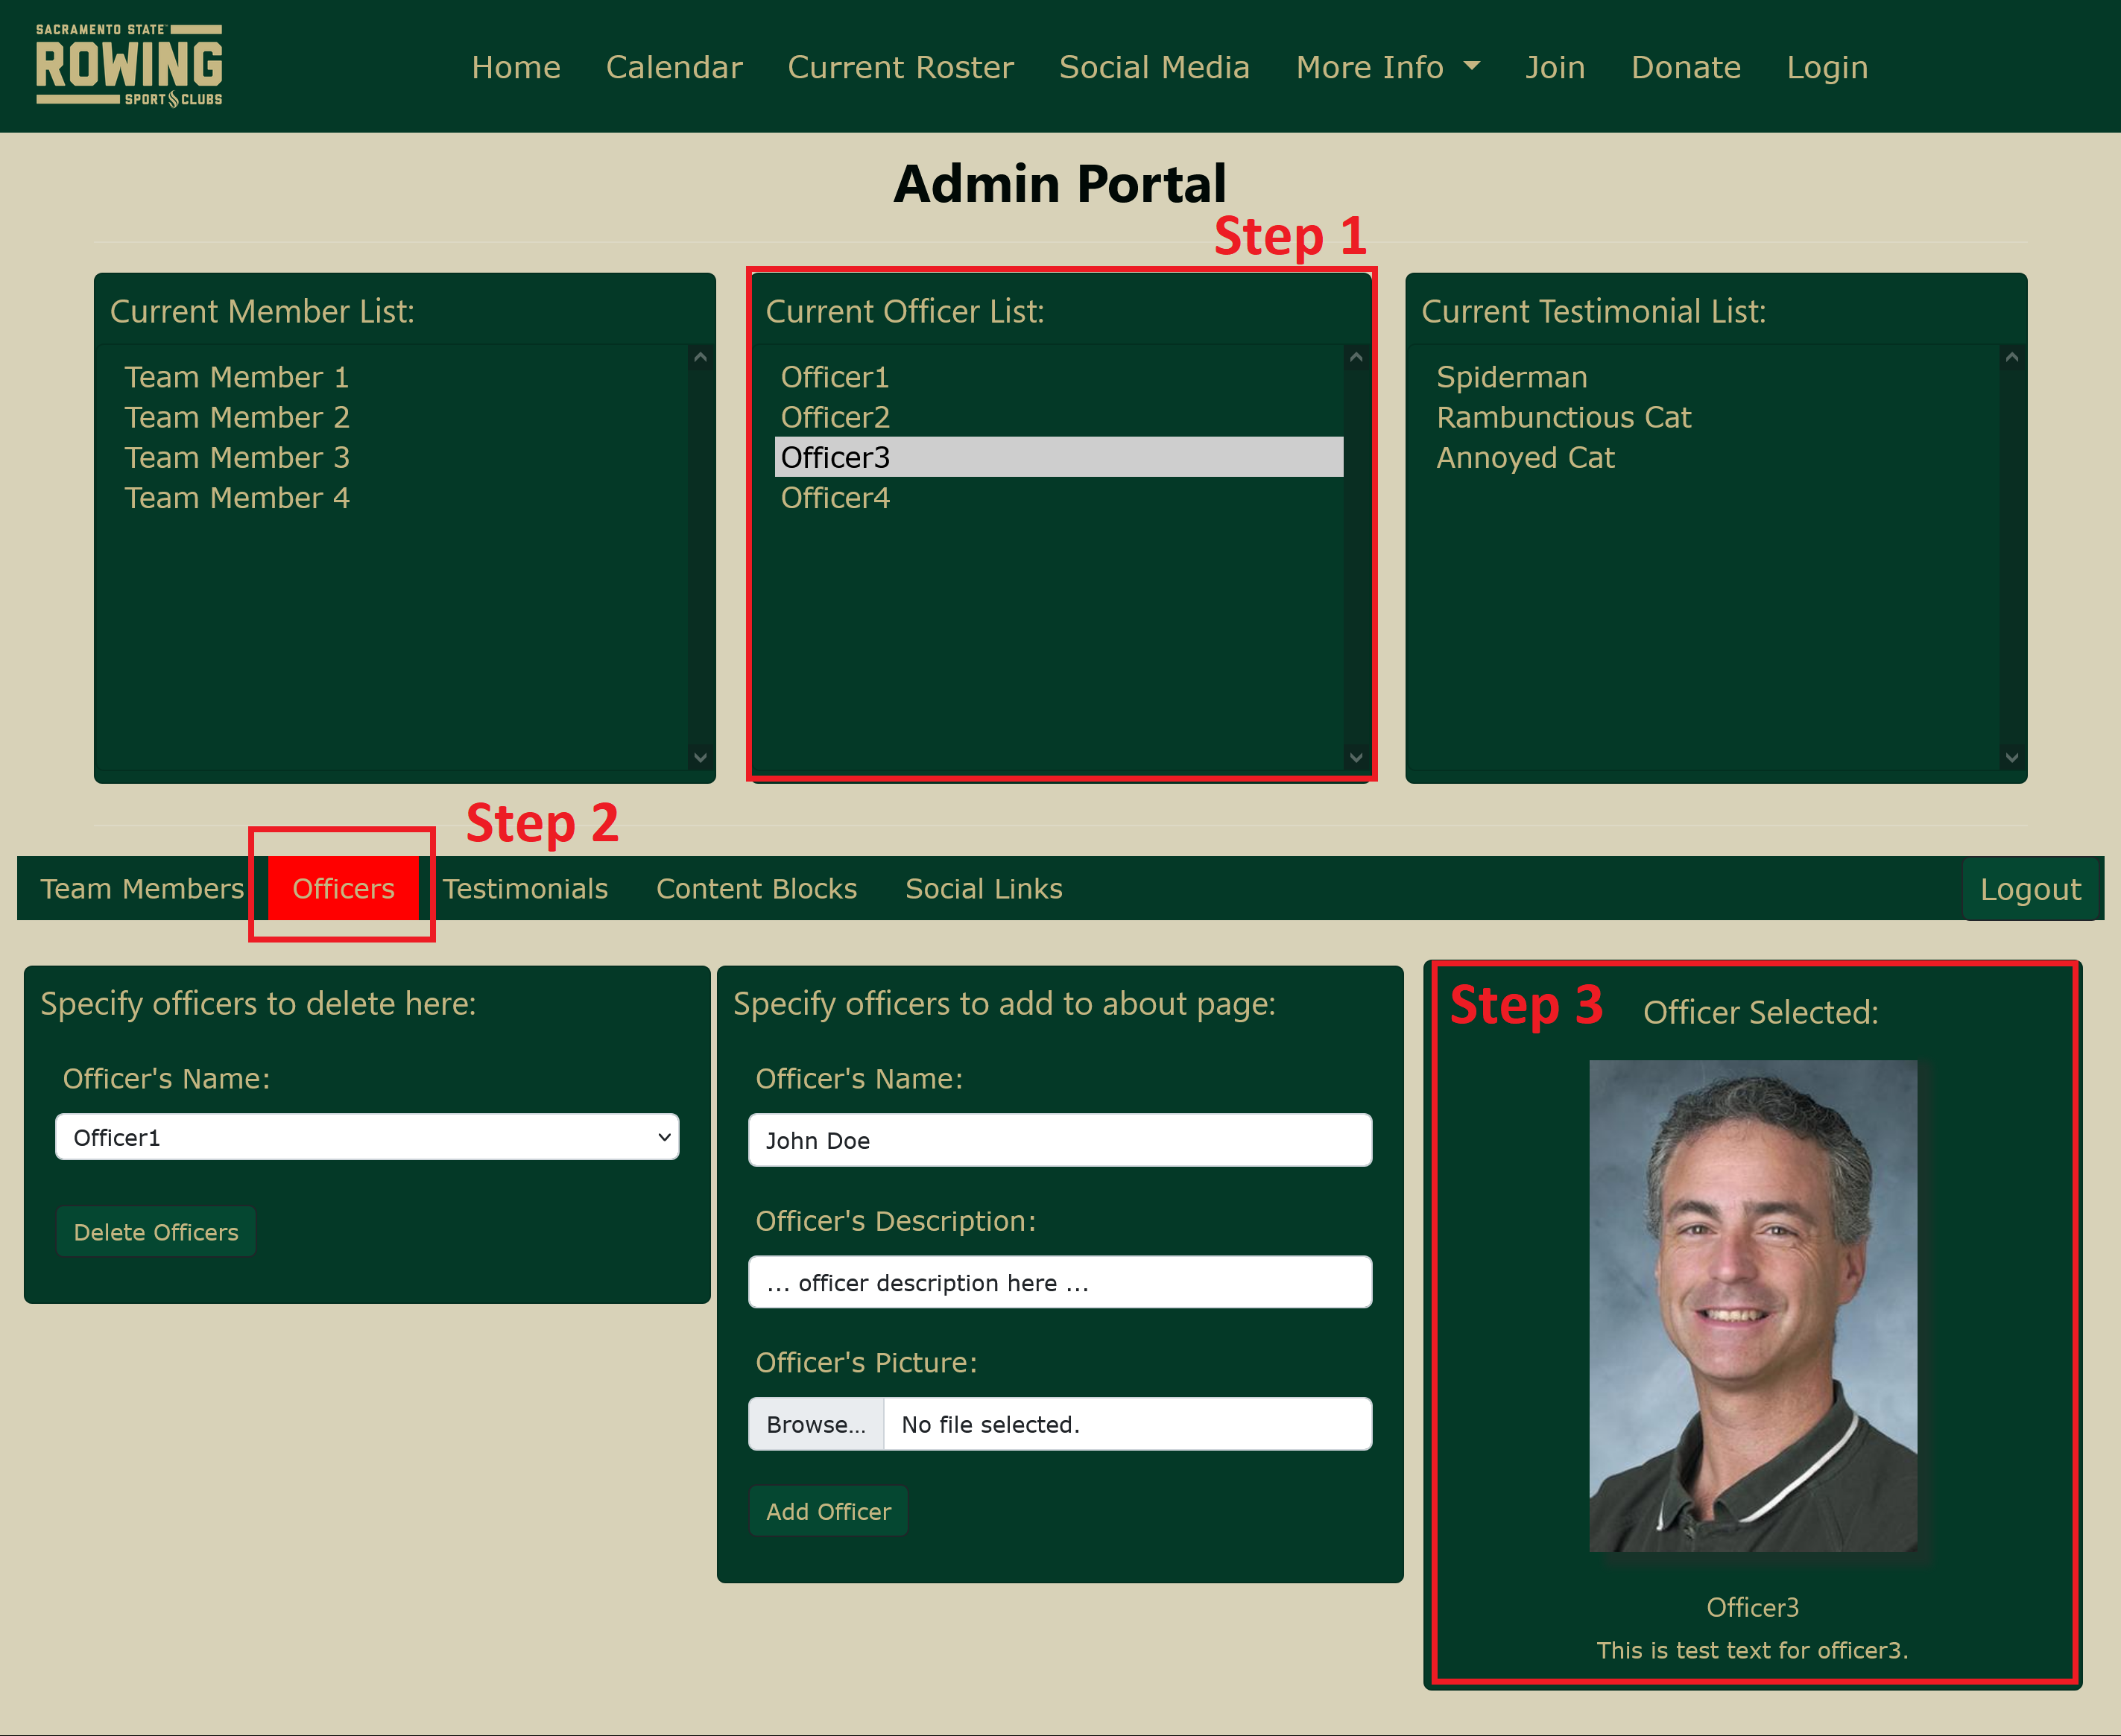 SACRAMENTO STATE
ROWING
SPORT CLUBS
Home Calendar Current Roster Social Media More Info Join Donate Login
Admin Portal
Step 1
Current Member List:
Team Member 1
Team Member 2
Team Member 3
Team Member 4
Current Officer List:
Officer1
Officer2
Officer3
Officer4
Current Testimonial List:
Spiderman
Rambunctious Cat
Annoyed Cat
Step 2
Team Members Officers Testimonials Content Blocks Social Links Logout
Specify officers to delete here:
Officer's Name:
Officer1
Delete Officers
Specify officers to add to about page:
Officer's Name:
John Doe
Officer's Description:
... officer description here ...
Officer's Picture:
Browse... No file selected.
Add Officer
Step 3
Officer Selected:
Officer3
This is test text for officer3.